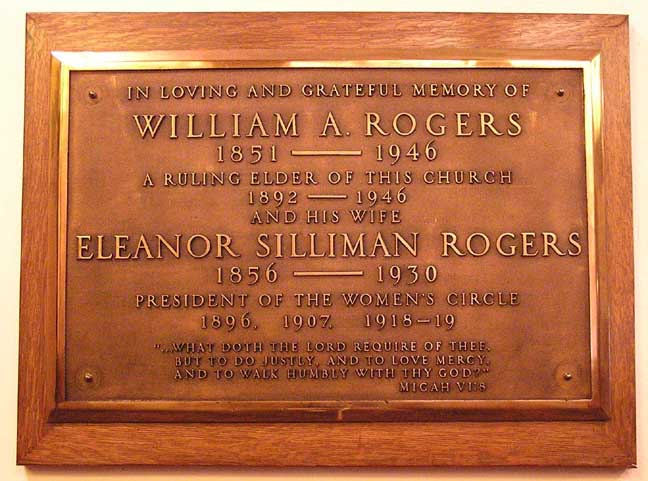 IN LOVING AND GRATEFUL MEMORY OF
WILLIAM A. ROGERS
1851 — 1946
A RULING ELDER OF THIS CHURCH
1892 — 1946
AND HIS WIFE
ELEANOR SILLIMAN ROGERS
1856 — 1930
PRESIDENT OF THE WOMEN'S CIRCLE
1896, 1907, 1918–19
"...WHAT DOTH THE LORD REQUIRE OF THEE,
BUT TO DO JUSTLY, AND TO LOVE MERCY,
AND TO WALK HUMBLY WITH THY GOD?"
MICAH VI:8